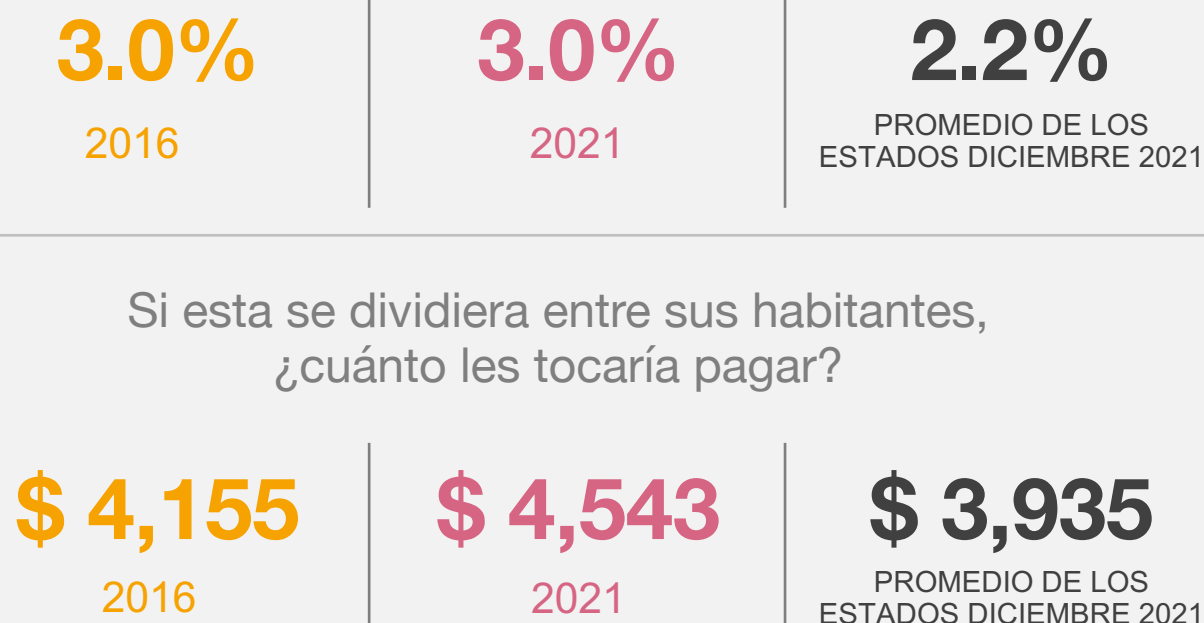 3.0%
3.0%
2.2%
2016
2021
PROMEDIO DE LOS
ESTADOS DICIEMBRE 2021
Si esta se dividiera entre sus habitantes,
¿cuánto les tocaría pagar?
$ 4,155
$ 4,543
$ 3,935
2016
2021
PROMEDIO DE LOS
ESTADOS DICIEMBRE 2021